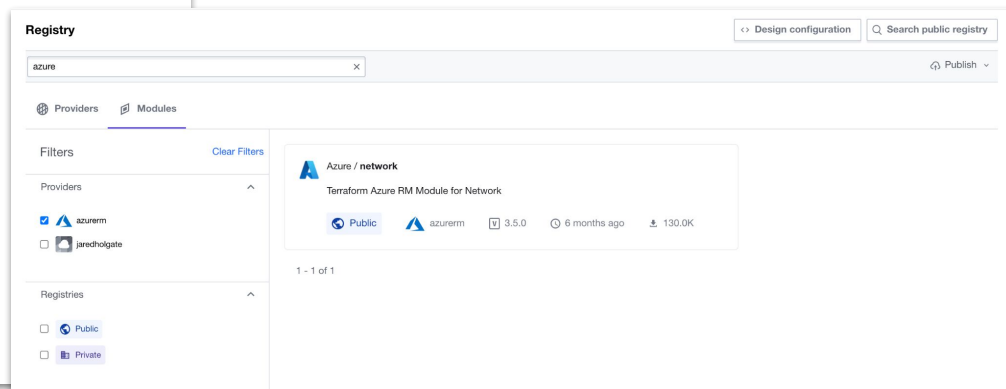 Registry
<> Design configuration
Search public registry
azure
Publish
Providers
Modules
Filters
Clear Filters
Azure / network
Terraform Azure RM Module for Network
Public
azurerm
V 3.5.0
6 months ago
130.0K
1 - 1 of 1
Providers
azurerm
jaredholgate
Registries
Public
Private